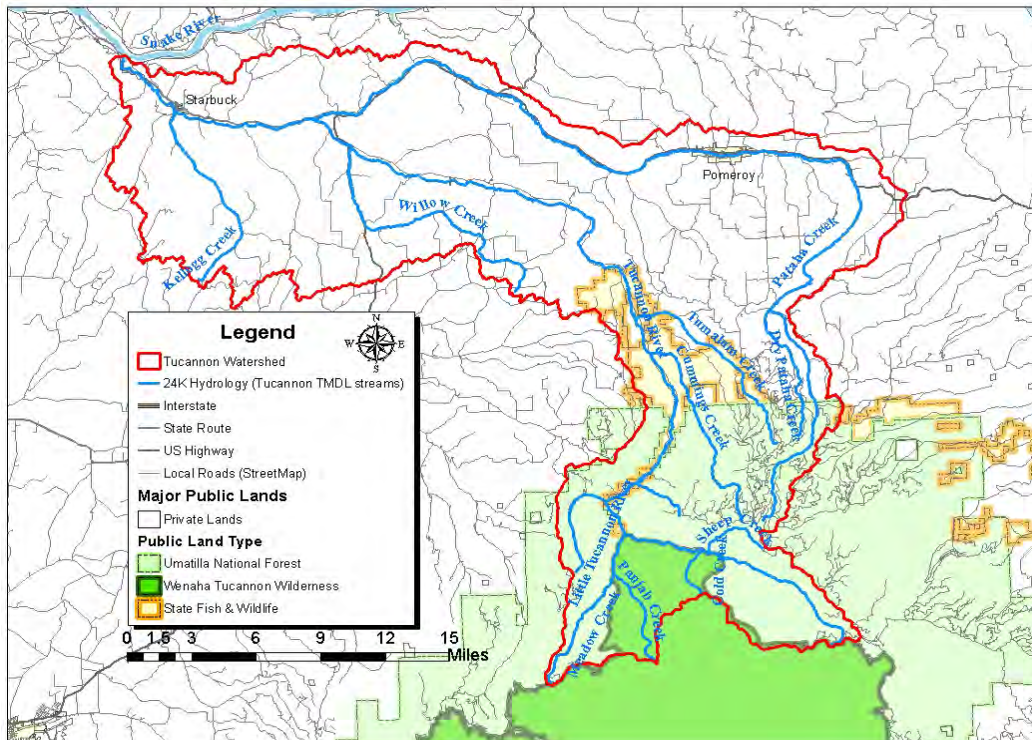 Snake River
Starbuck
Pomeroy
Willow Creek
Kellogg Creek
Pataha Creek
Tucannon River
Tumalum Creek
Cummings Creek
Dry Pataha Creek
Legend
N
W E
S
Tucannon Watershed
24K Hydrology (Tucannon TMDL streams)
Interstate
State Route
US Highway
Local Roads (StreetMap)
Major Public Lands
Private Lands
Public Land Type
Umatilla National Forest
Wenaha Tucannon Wilderness
State Fish & Wildlife
Little Tucannon River
Sheep Creek
Cold Creek
Panjab Creek
Meadow Creek
0 1.5 3 6 9 12 15
Miles